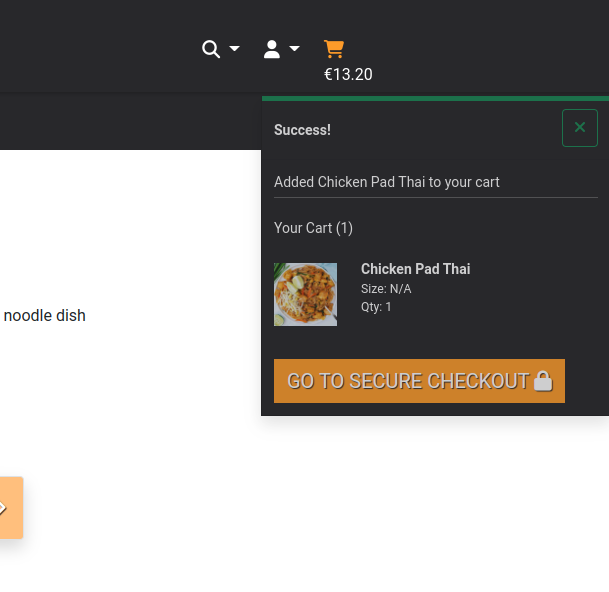 €13.20
Success!
Added Chicken Pad Thai to your cart
Your Cart (1)
Chicken Pad Thai
Size: N/A
Qty: 1
noodle dish
GO TO SECURE CHECKOUT